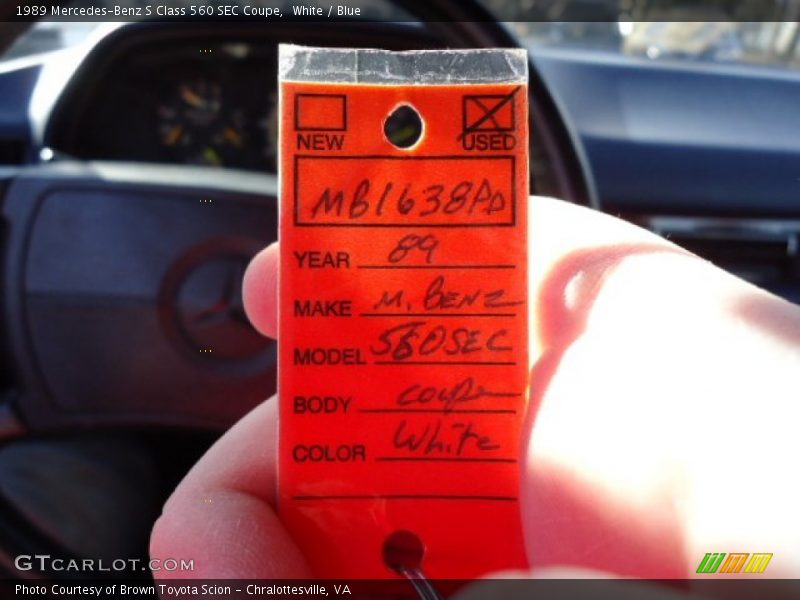 1989 Mercedes-Benz S Class 560 SEC Coupe, White / Blue
NEW USED
MB1638PD
YEAR 89
MAKE M. BENZ
MODEL 560SEC
BODY coupe
COLOR White
GTCARLOT.COM
Photo Courtesy of Brown Toyota Scion - Chralottesville, VA